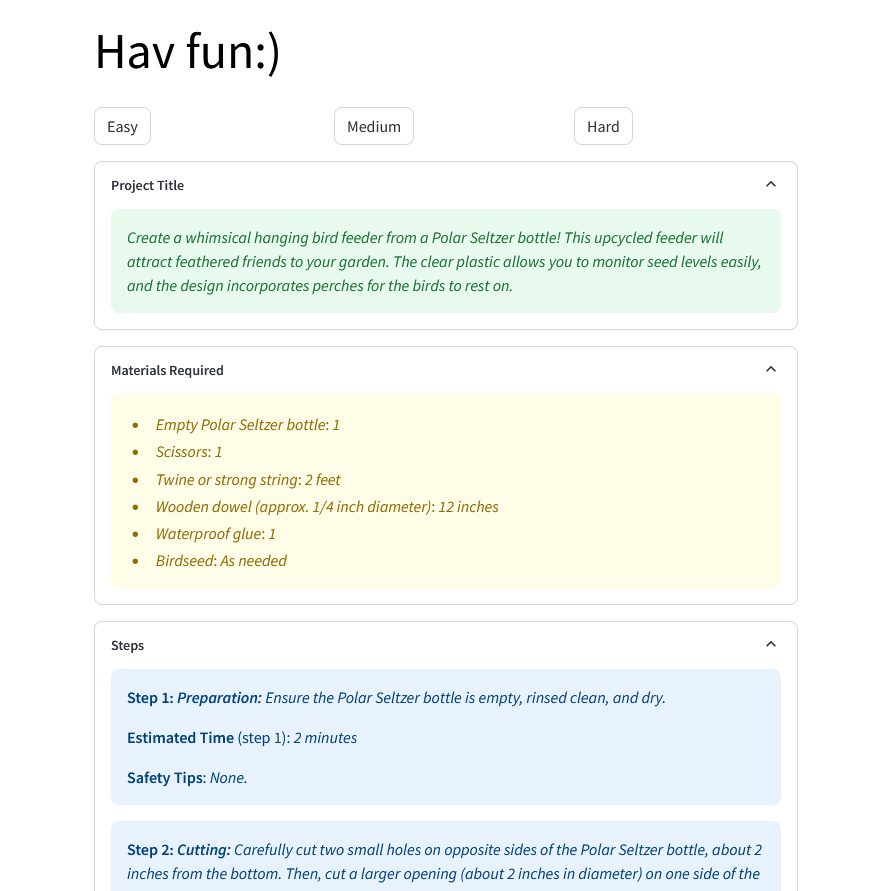 Hav fun:)
Easy
Medium
Hard
Project Title
Create a whimsical hanging bird feeder from a Polar Seltzer bottle! This upcycled feeder will
attract feathered friends to your garden. The clear plastic allows you to monitor seed levels easily,
and the design incorporates perches for the birds to rest on.
Materials Required
Empty Polar Seltzer bottle: 1
Scissors: 1
Twine or strong string: 2 feet
Wooden dowel (approx. 1/4 inch diameter): 12 inches
Waterproof glue: 1
Birdseed: As needed
Steps
Step 1: Preparation: Ensure the Polar Seltzer bottle is empty, rinsed clean, and dry.
Estimated Time (step 1): 2 minutes
Safety Tips: None.
Step 2: Cutting: Carefully cut two small holes on opposite sides of the Polar Seltzer bottle, about 2
inches from the bottom. Then, cut a larger opening (about 2 inches in diameter) on one side of the